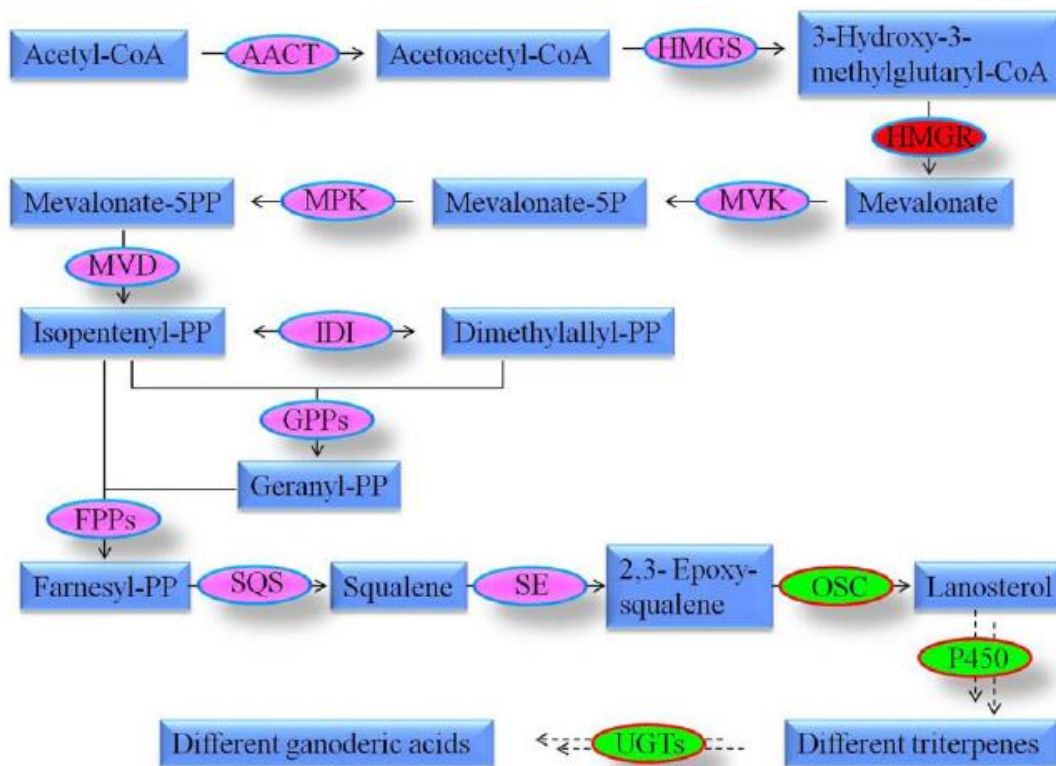 Acetyl-CoA
AACT
Acetoacetyl-CoA
HMGS
3-Hydroxy-3-
methylglutaryl-CoA
HMGR
Mevalonate-5PP
MPK
Mevalonate-5P
MVK
Mevalonate
MVD
Isopentenyl-PP
IDI
Dimethylallyl-PP
GPPs
Geranyl-PP
FPPs
Farnesyl-PP
SQS
Squalene
SE
2,3- Epoxy-
squalene
OSC
Lanosterol
P450
Different ganoderic acids
UGTs
Different triterpenes